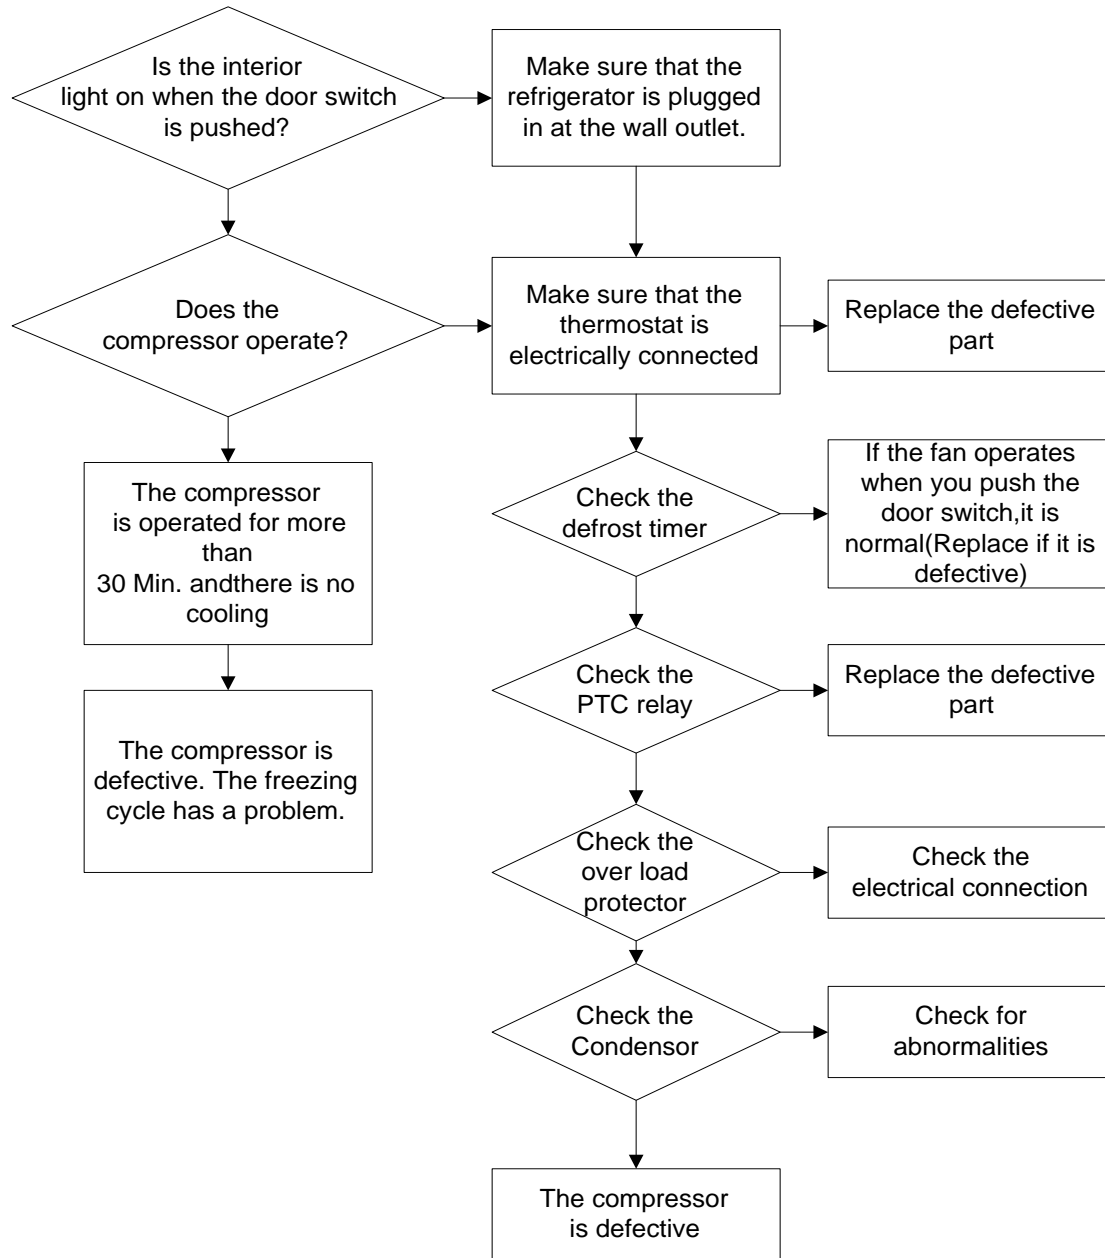 Is the interior
light on when the door switch
is pushed?
Make sure that the
refrigerator is plugged
in at the wall outlet.
Does the
compressor operate?
Make sure that the
thermostat is
electrically connected
Replace the defective
part
The compressor
is operated for more
than
30 Min. andthere is no
cooling
Check the
defrost timer
If the fan operates
when you push the
door switch,it is
normal(Replace if it is
defective)
The compressor is
defective. The freezing
cycle has a problem.
Check the
PTC relay
Replace the defective
part
Check the
over load
protector
Check the
electrical connection
Check the
Condensor
Check for
abnormalities
The compressor
is defective